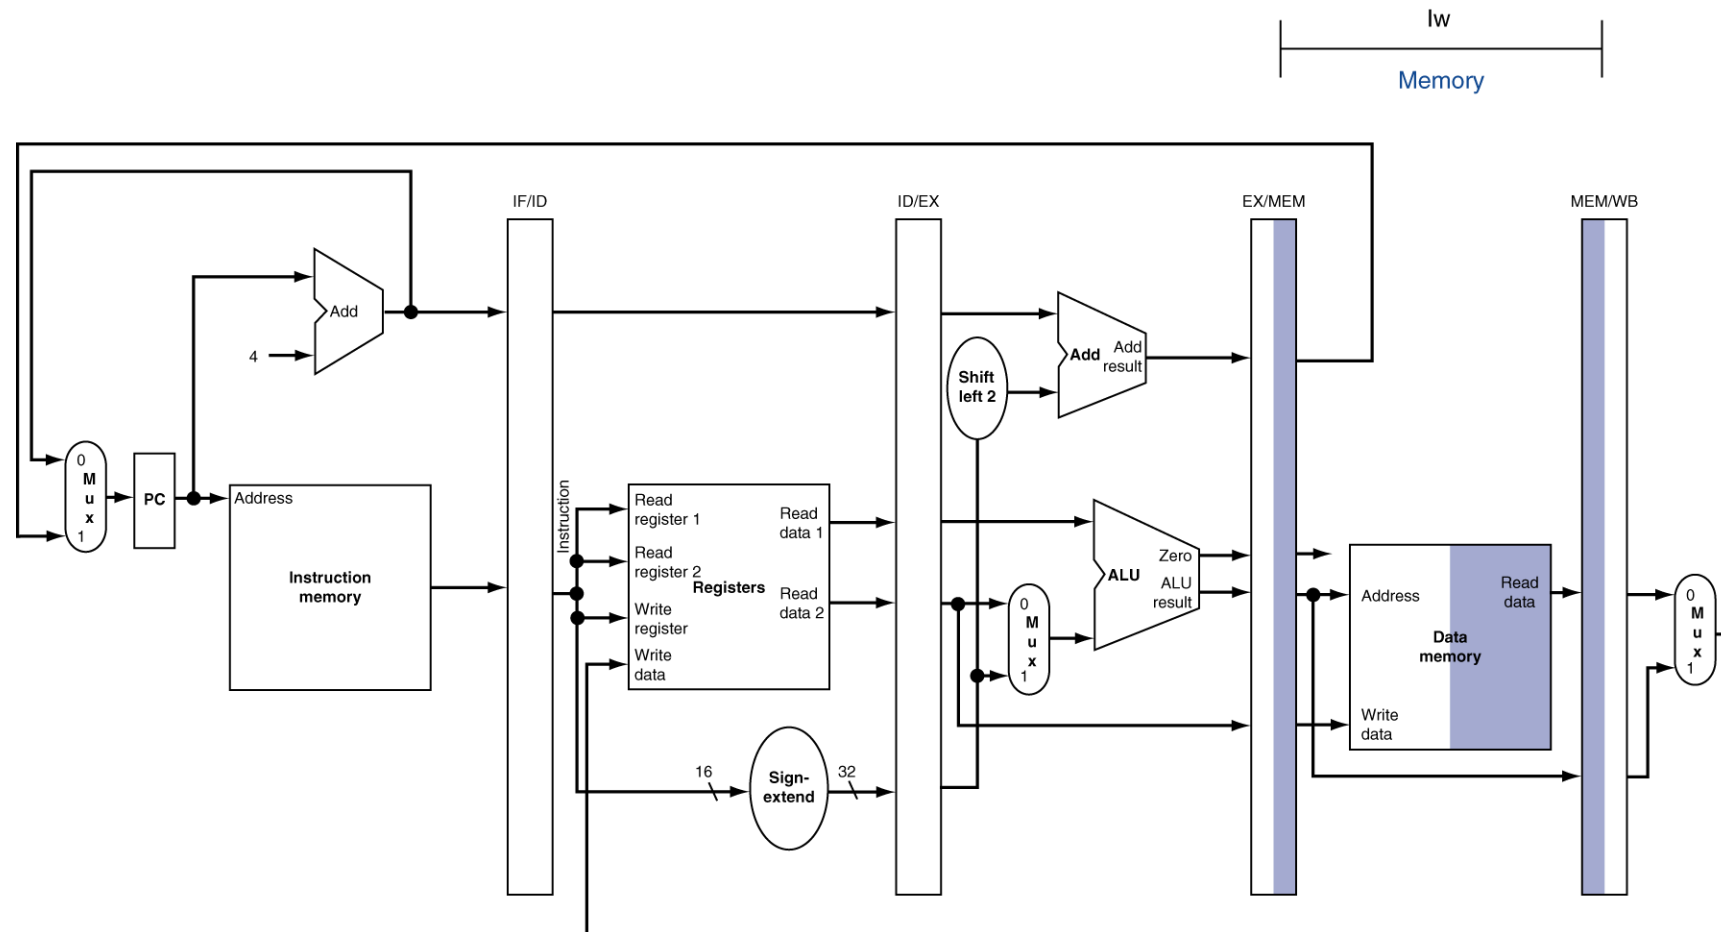 lw
Memory
IF/ID
ID/EX
EX/MEM
MEM/WB
Add
4
Add
Add
result
Shift
left 2
0
M
u
x
1
PC
Address
Instruction
memory
Instruction
Read
register 1
Read
register 2
Write
register
Write
data
Registers
Read
data 1
Read
data 2
16
Sign-
extend
32
0
M
u
x
1
ALU
Zero
ALU
result
Address
Data
memory
Write
data
Read
data
0
M
u
x
1